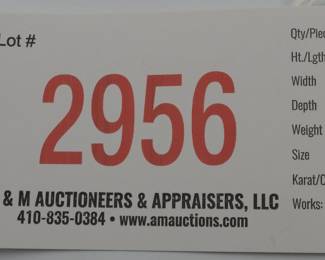 Lot #
2956
& M AUCTIONEERS & APPRAISERS, LLC
410-835-0384 • www.amauctions.com
Ht./Lgth
Width
Depth
Weight
Size
Works: